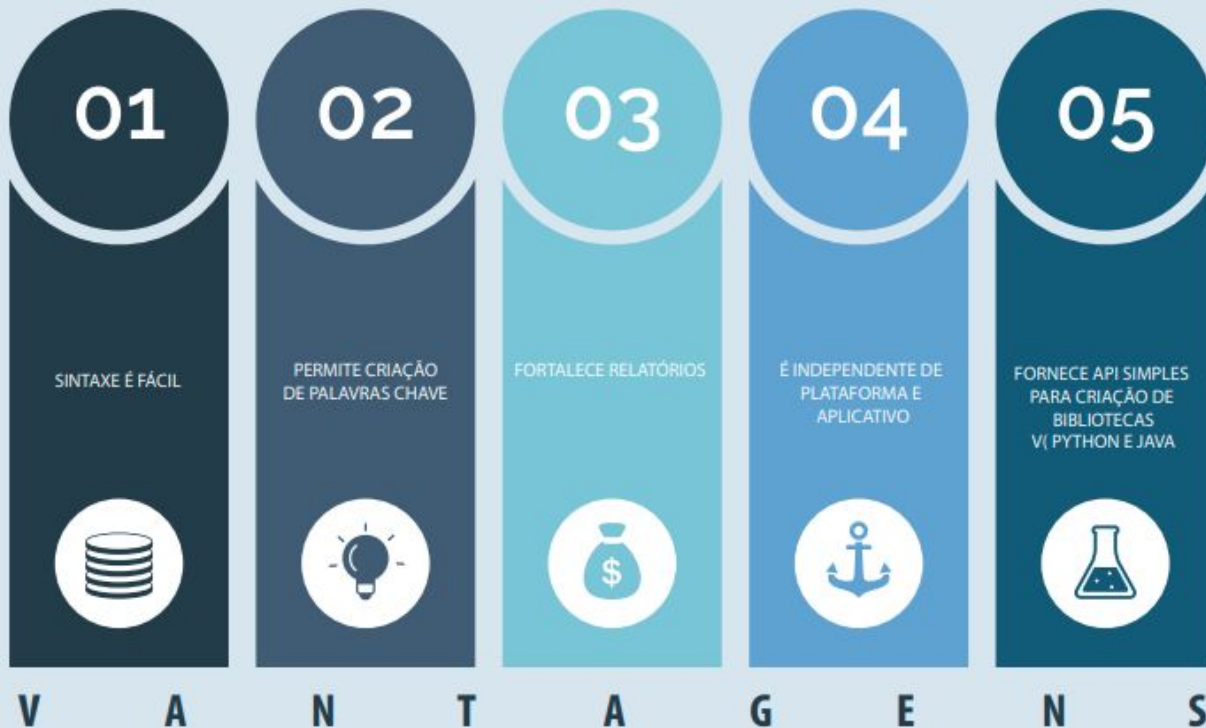 01
SINTAXE É FÁCIL
02
PERMITE CRIAÇÃO
DE PALAVRAS CHAVE
03
FORTALECE RELATÓRIOS
$
04
É INDEPENDENTE DE
PLATAFORMA E
APLICATIVO
05
FORNECE API SIMPLES
PARA CRIAÇÃO DE
BIBLIOTECAS
V( PYTHON E JAVA
V A N T A G E N S